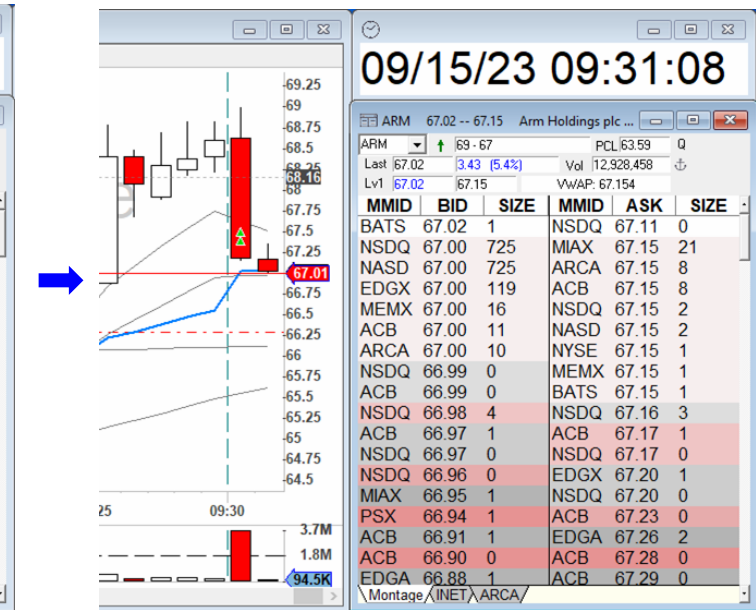 69.25
69
68.75
68.5
68.25
68.16
68
67.75
67.5
67.25
67.01
66.75
66.5
66.25
66
65.75
65.5
65.25
65
64.75
64.5
25 09:30
3.7M
1.8M
94.5K
09/15/23 09:31:08
ARM 67.02 -- 67.15 Arm Holdings plc ...
ARM 69 - 67 PCL 63.59 Q
Last 67.02 3.43 (5.4%) Vol 12,928,458
Lv1 67.02 67.15 VWAP: 67.154
MMID BID SIZE MMID ASK SIZE
BATS 67.02 1 NSDQ 67.11 0
NSDQ 67.00 725 MIAX 67.15 21
NASD 67.00 725 ARCA 67.15 8
EDGX 67.00 119 ACB 67.15 8
MEMX 67.00 16 NSDQ 67.15 2
ACB 67.00 11 NASD 67.15 2
ARCA 67.00 10 NYSE 67.15 1
NSDQ 66.99 0 MEMX 67.15 1
ACB 66.99 0 BATS 67.15 1
NSDQ 66.98 4 NSDQ 67.16 3
ACB 66.97 1 ACB 67.17 1
NSDQ 66.97 0 NSDQ 67.17 0
NSDQ 66.96 0 EDGX 67.20 1
MIAX 66.95 1 NSDQ 67.20 0
PSX 66.94 1 ACB 67.23 0
ACB 66.91 1 EDGA 67.26 2
ACB 66.90 0 ACB 67.28 0
EDGA 66.88 1 ACB 67.29 0
Montage INET ARCA